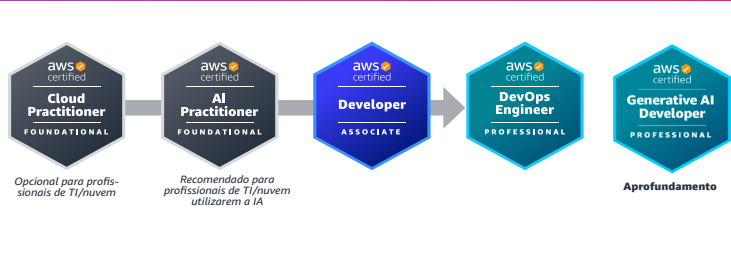 aws
certified
Cloud
Practitioner
FOUNDATIONAL
aws
certified
AI
Practitioner
FOUNDATIONAL
aws
certified
Developer
ASSOCIATE
aws
certified
DevOps
Engineer
PROFESSIONAL
aws
certified
Generative AI
Developer
PROFESSIONAL
Opcional para profis-
sionais de TI/nuvem
Recomendado para
profissionais de TI/nuvem
utilizarem a IA
Aprofundamento